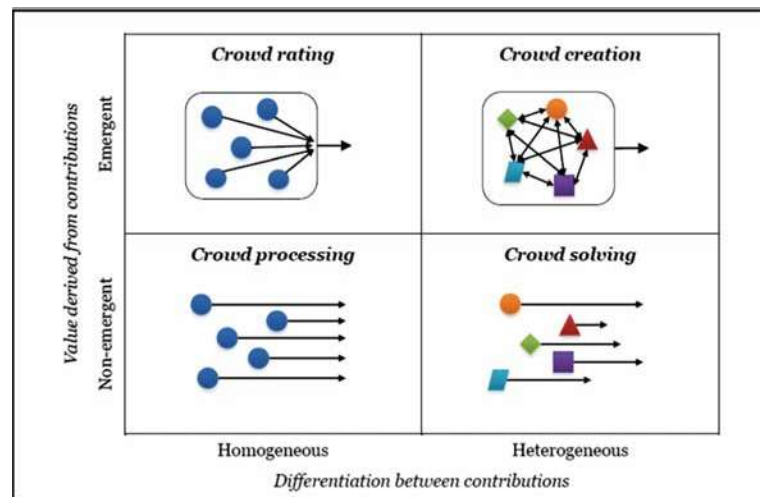 Crowd rating
Crowd creation
Emergent
Value derived from contributions
Crowd processing
Crowd solving
Non-emergent
Homogeneous
Heterogeneous
Differentiation between contributions